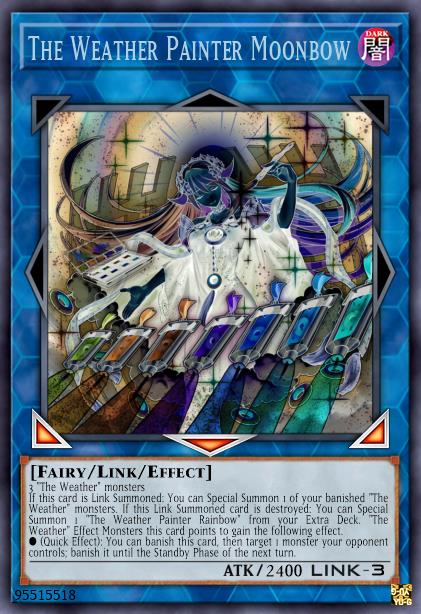 The Weather Painter Moonbow
DARK
闇
[Fairy/Link/Effect]
3 "The Weather" monsters
If this card is Link Summoned: You can Special Summon 1 of your banished "The
Weather" monsters. If this Link Summoned card is destroyed: You can Special
Summon 1 "The Weather Painter Rainbow" from your Extra Deck. "The
Weather" Effect Monsters this card points to gain the following effect.
● (Quick Effect): You can banish this card, then target 1 monster your opponent
controls; banish it until the Standby Phase of the next turn.
ATK/2400 LINK-3
95515518